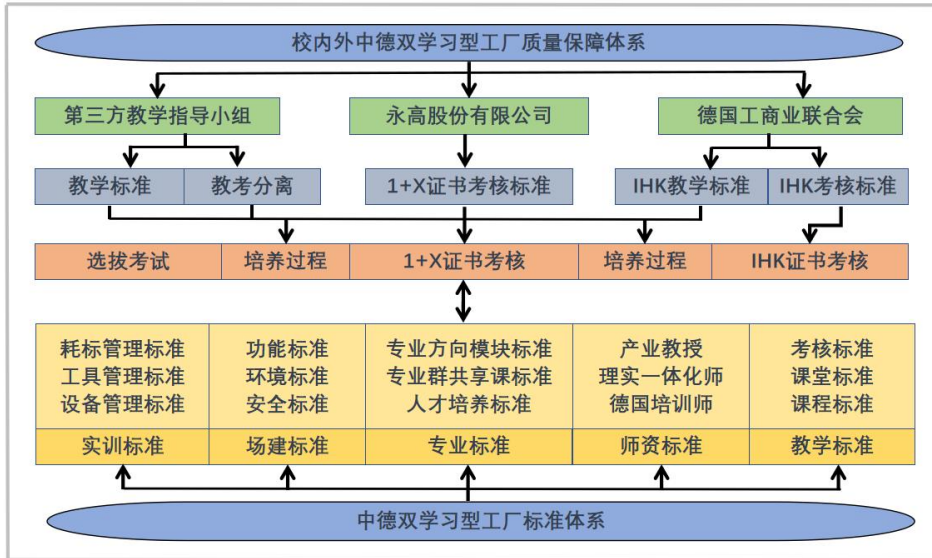 校内外中德双学习型工厂质量保障体系
第三方教学指导小组
永高股份有限公司
德国工商业联合会
教学标准
教考分离
1+X证书考核标准
IHK教学标准
IHK考核标准
选拔考试
培养过程
1+X证书考核
培养过程
IHK证书考核
耗标管理标准
工具管理标准
设备管理标准
功能标准
环境标准
安全标准
专业方向模块标准
专业群共享课标准
人才培养标准
产业教授
理实一体化师
德国培训师
考核标准
课堂标准
课程标准
实训标准
场建标准
专业标准
师资标准
教学标准
中德双学习型工厂标准体系